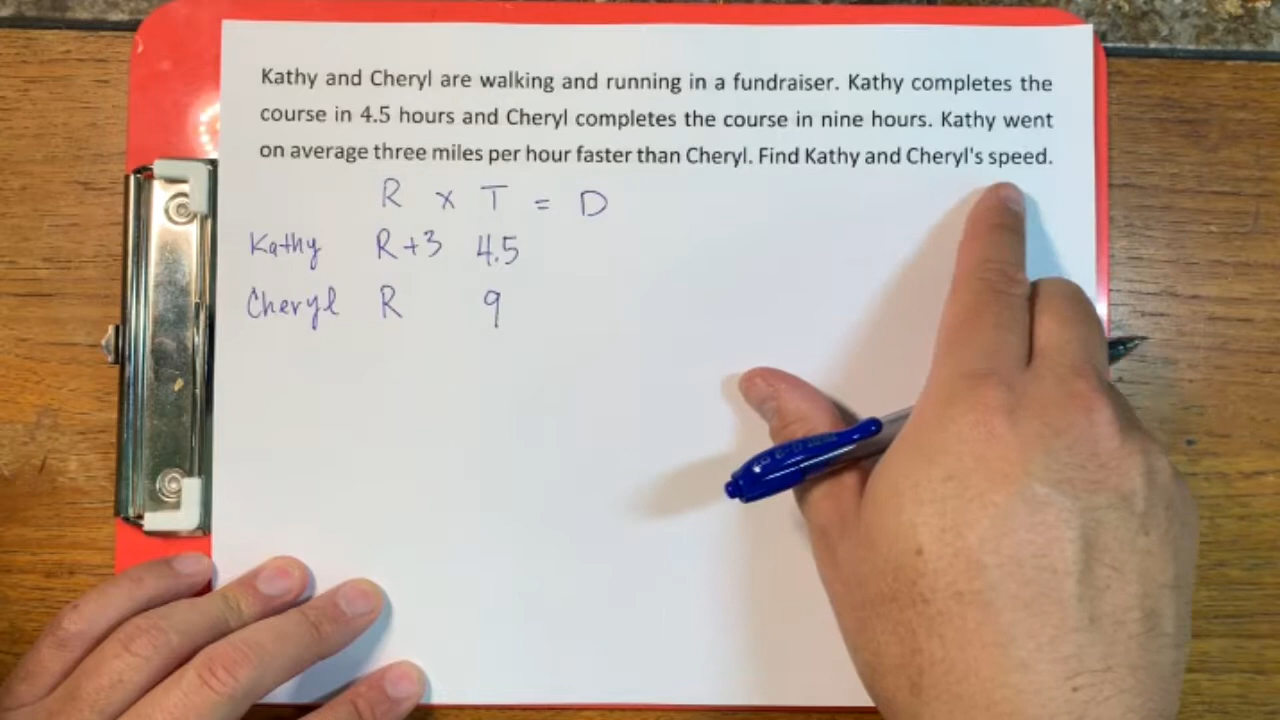 Kathy and Cheryl are walking and running in a fundraiser. Kathy completes the
course in 4.5 hours and Cheryl completes the course in nine hours. Kathy went
on average three miles per hour faster than Cheryl. Find Kathy and Cheryl's speed.
R x T = D
Kathy R+3 4.5
Cheryl R 9